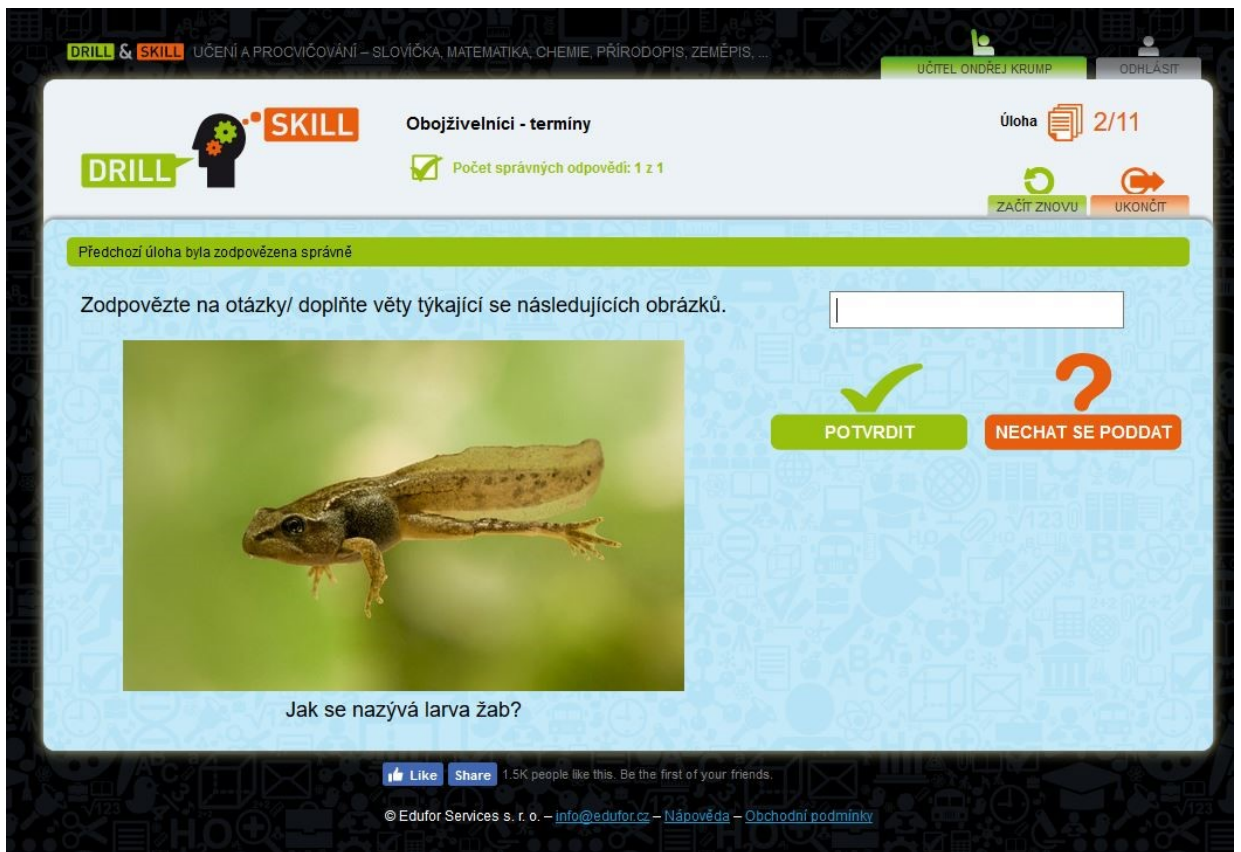 DRILL & SKILL UČENÍ A PROCVIČOVÁNÍ – SLOVÍČKA, MATEMATIKA, CHEMIE, PŘÍRODOPIS, ZEMĚPIS, ...
UČITEL ONDŘEJ KRUMP
ODHLÁSIT
DRILL
SKILL
Obojživelníci - termíny
Počet správných odpovědí: 1 z 1
Úloha 2/11
ZAČÍT ZNOVU
UKONČIT
Předchozí úloha byla zodpovězena správně
Zodpovězte na otázky/ doplňte věty týkající se následujících obrázků.
POTVRDIT
NECHAT SE PODDAT
Jak se nazývá larva žab?
Like Share 1.5K people like this. Be the first of your friends.
© Edufor Services s. r. o. – info@edufor.cz – Nápověda – Obchodní podmínky